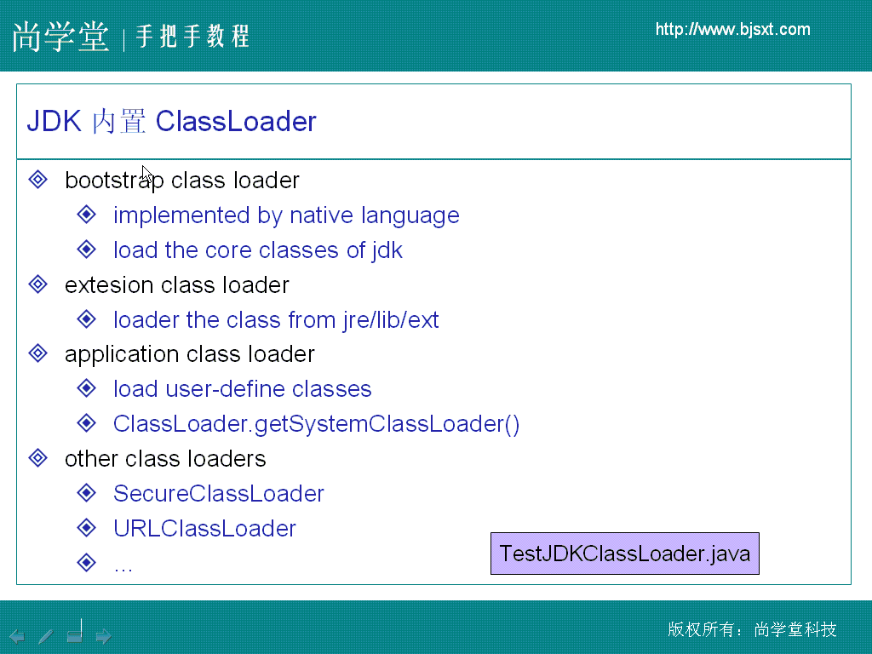 尚学堂 | 手把手教程
http://www.bjsxt.com
JDK 内置 ClassLoader
bootstrap class loader
implemented by native language
load the core classes of jdk
extesion class loader
loader the class from jre/lib/ext
application class loader
load user-define classes
ClassLoader.getSystemClassLoader()
other class loaders
SecureClassLoader
URLClassLoader
...
TestJDKClassLoader.java
版权所有：尚学堂科技